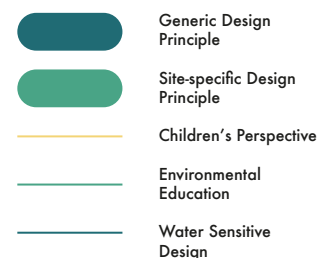 Generic Design
Principle
Site-specific Design
Principle
Children's Perspective
Environmental
Education
Water Sensitive
Design